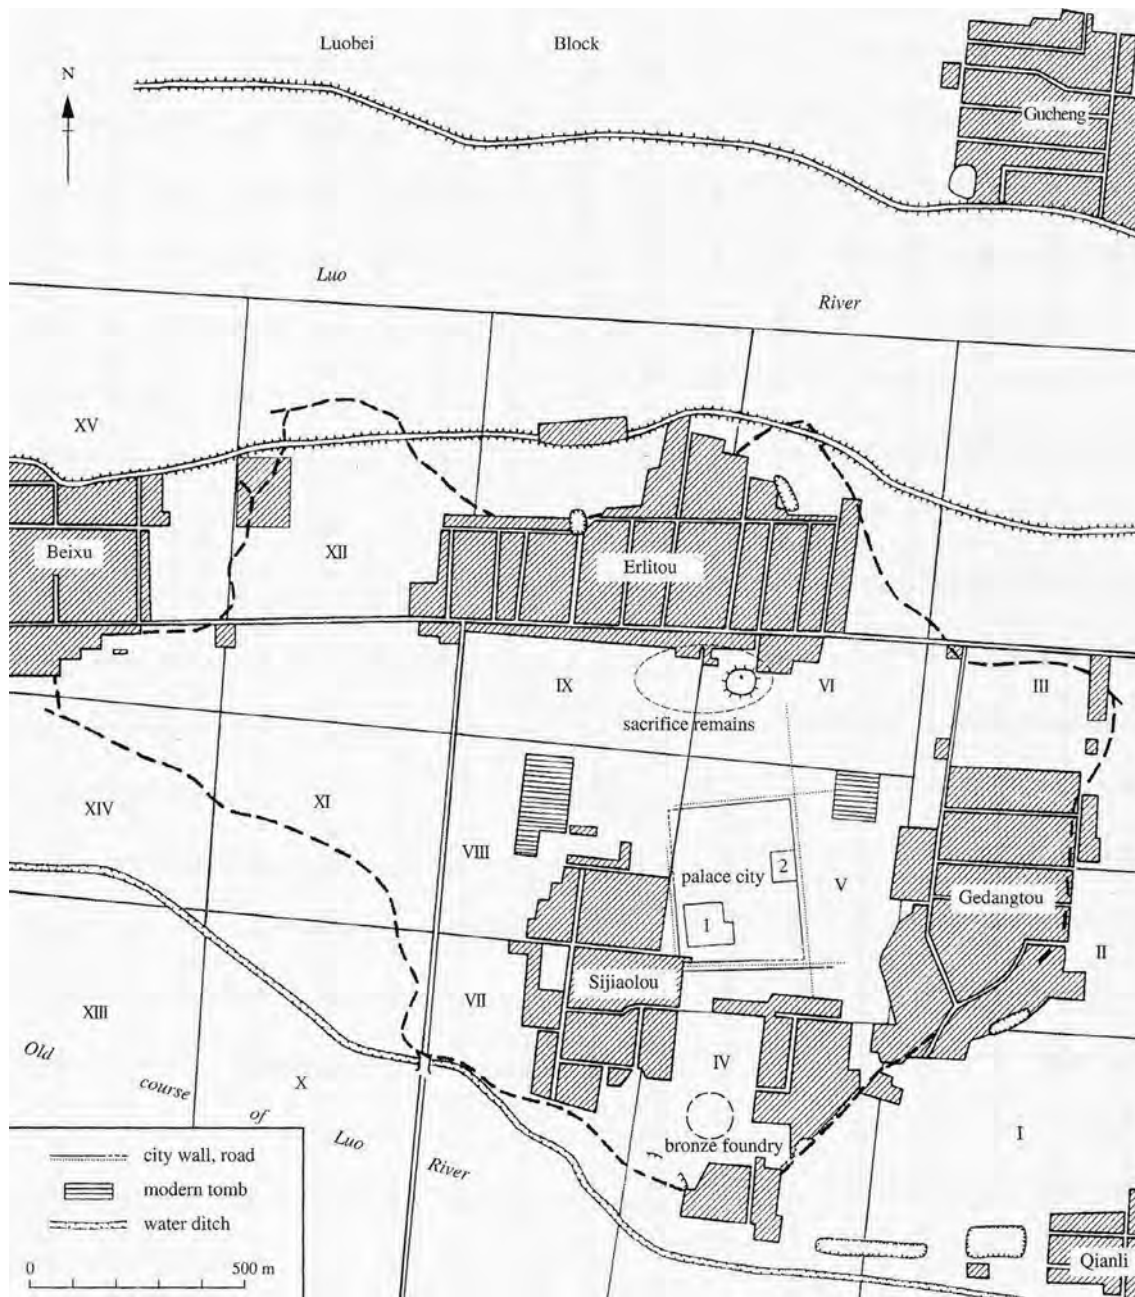 Luobei Block
N
Gucheng
Luo River
XV
Beixu
XII
Erlitou
IX
VI
III
sacrifice remains
XIV
XI
VIII
palace city
2
V
1
Gedangtou
II
Sijiaolou
VII
XIII
IV
Old course of Luo River
X
I
bronze foundry
city wall, road
modern tomb
water ditch
0 500 m
Qianli